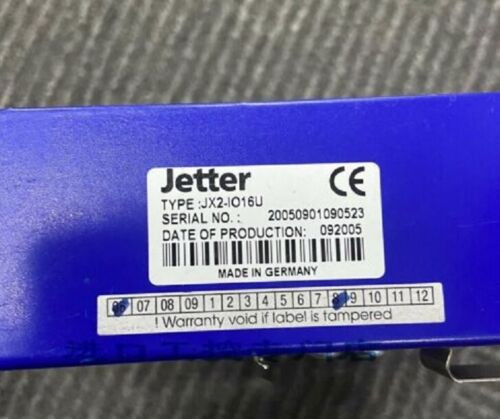 Jetter CE
TYPE :JX2-IO16U
SERIAL NO. : 20050901090523
DATE OF PRODUCTION: 092005
MADE IN GERMANY
06 07 08 09 1 2 3 4 5 6 7 8 9 10 11 12
! Warranty void if label is tampered